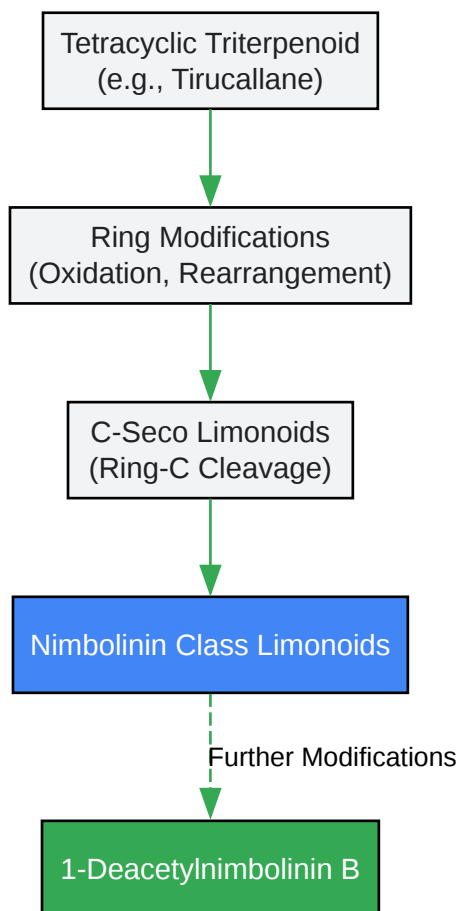 Tetracyclic Triterpenoid
(e.g., Tirucallane)
Ring Modifications
(Oxidation, Rearrangement)
C-Seco Limonoids
(Ring-C Cleavage)
Nimbolinin Class Limonoids
Further Modifications
1-Deacetylnimbolinin B